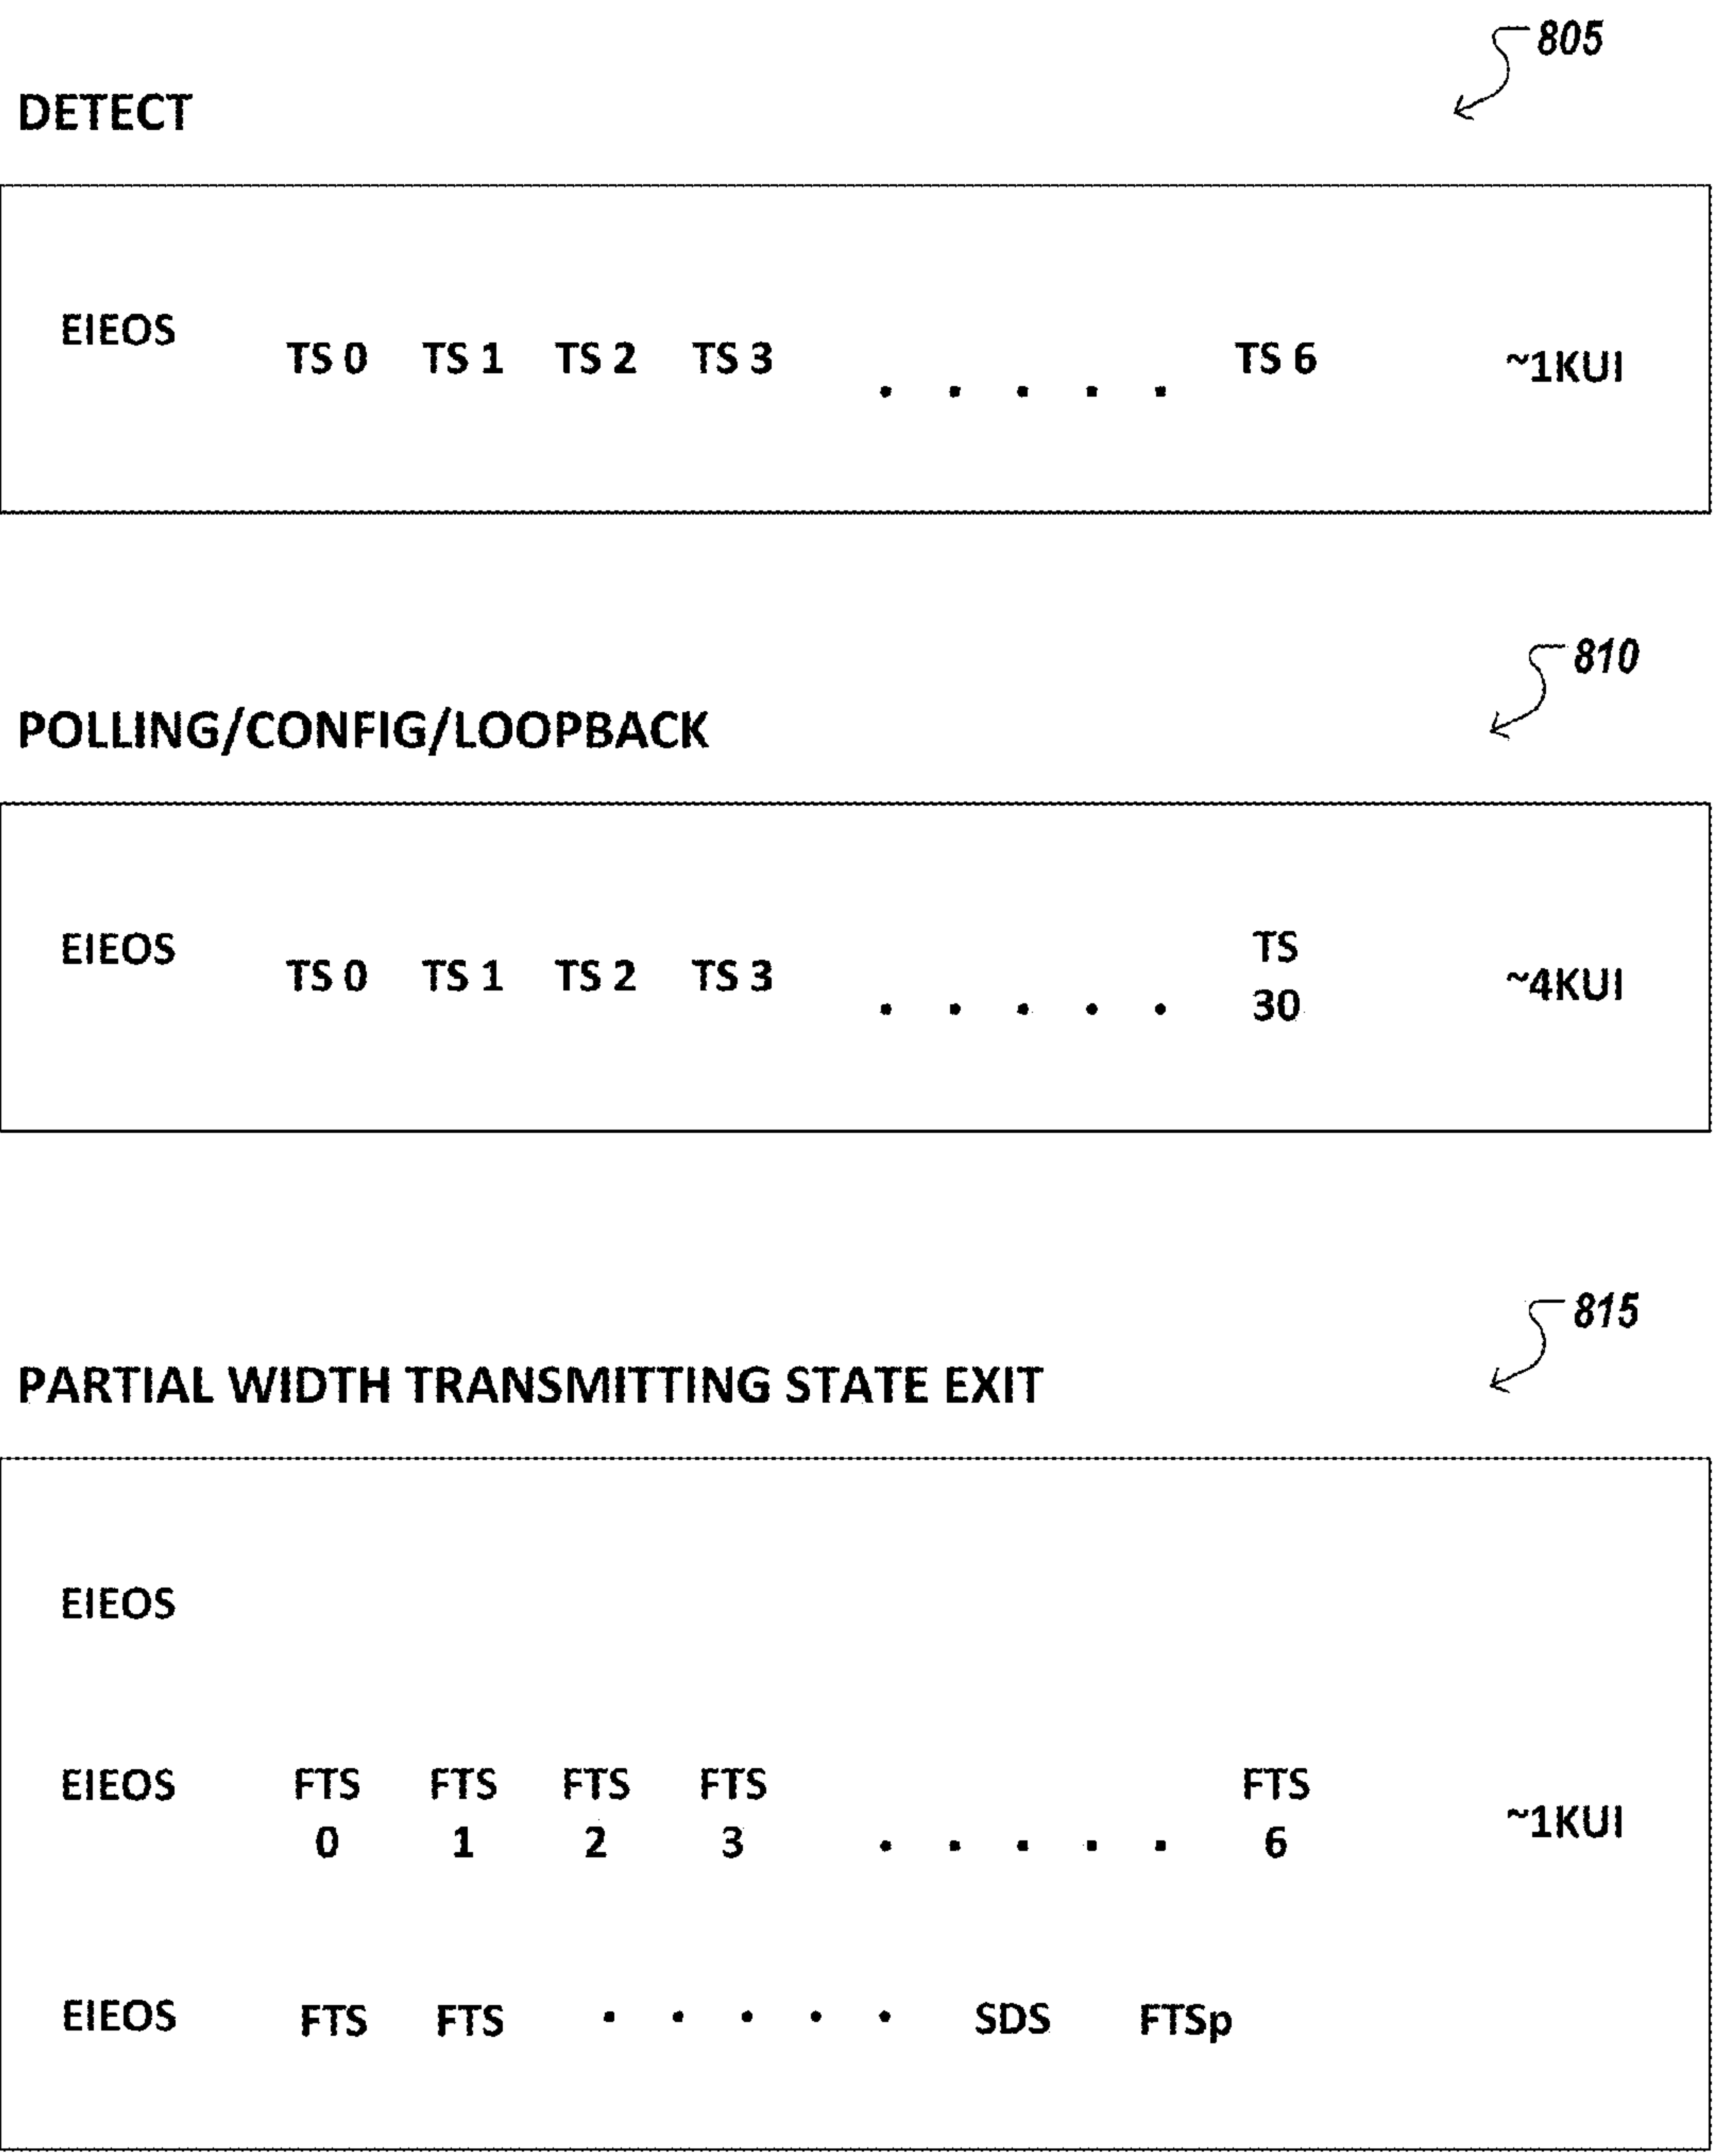 805
DETECT
EIEOS TS 0 TS 1 TS 2 TS 3 . . . . . TS 6 ~1KUI
810
POLLING/CONFIG/LOOPBACK
EIEOS TS 0 TS 1 TS 2 TS 3 . . . . . TS 30 ~4KUI
815
PARTIAL WIDTH TRANSMITTING STATE EXIT
EIEOS
EIEOS FTS 0 FTS 1 FTS 2 FTS 3 . . . . . FTS 6 ~1KUI
EIEOS FTS FTS . . . . . SDS FTSp